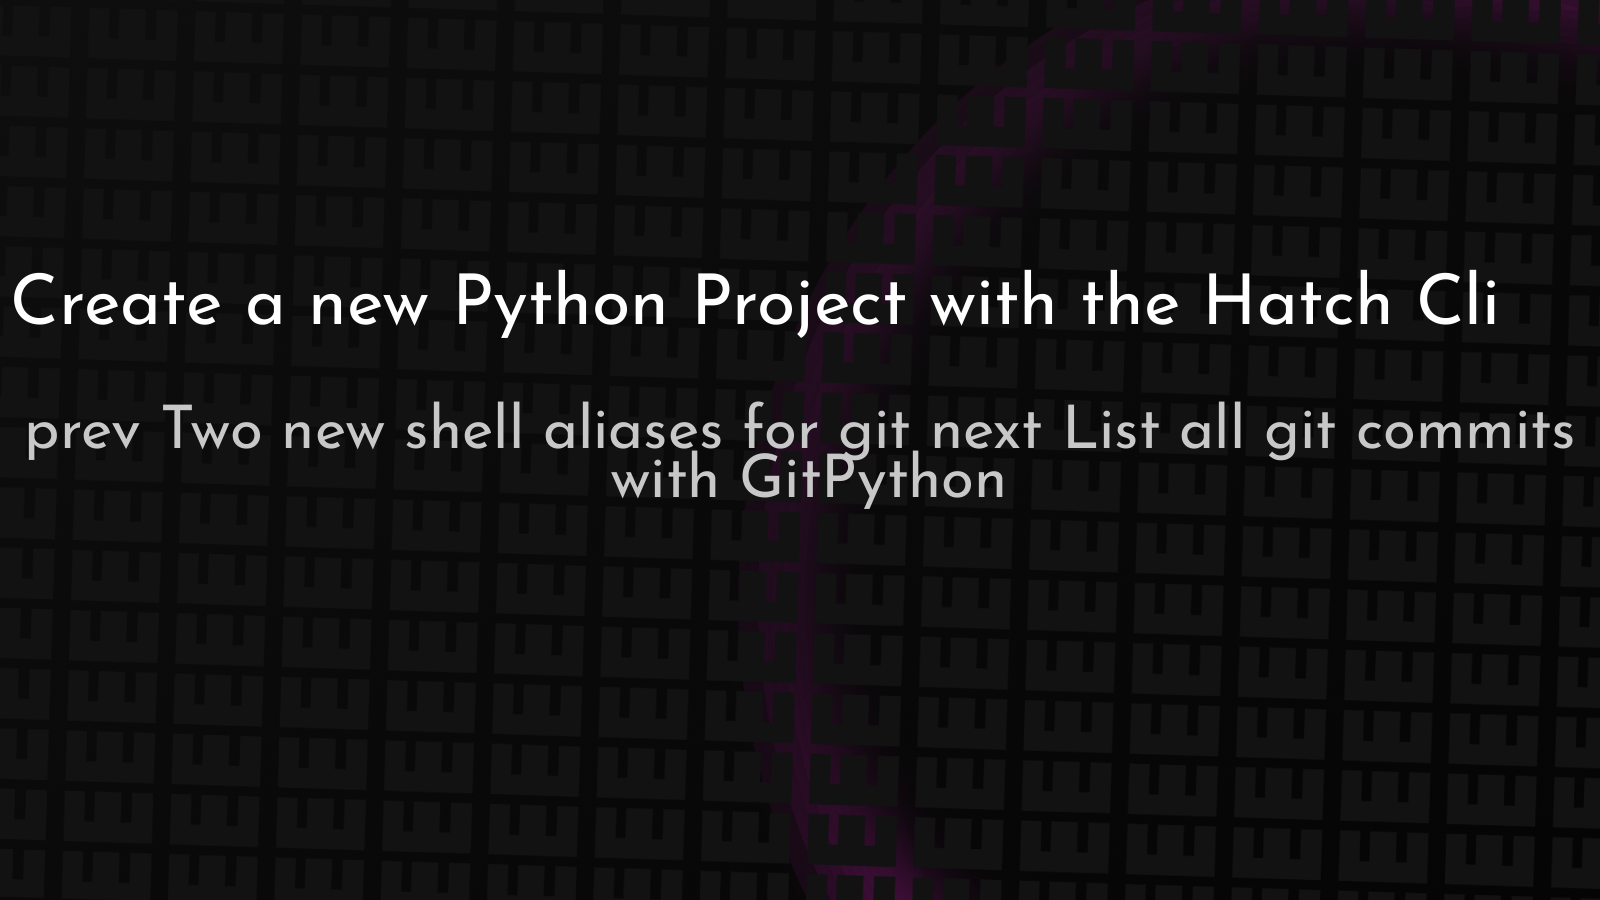 Create a new Python Project with the Hatch Cli
prev Two new shell aliases for git next List all git commits
with GitPython